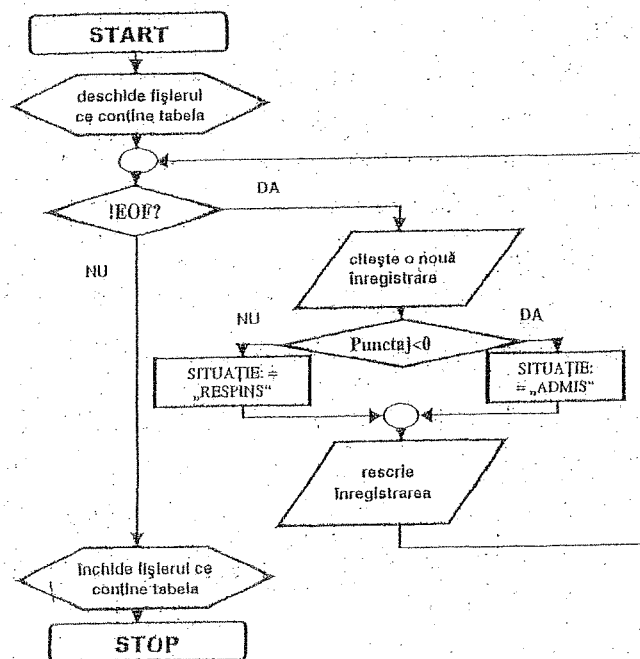 START
deschide fişierul
ce conţine tabela
!EOF?
DA
NU
citeşte o nouă
înregistrare
NU
DA
Punctaj<0
SITUAŢIE: =
„RESPINS“
SITUAŢIE:
= „ADMIS“
rescrie
înregistrarea
închide fişierul ce
conţine tabela
STOP